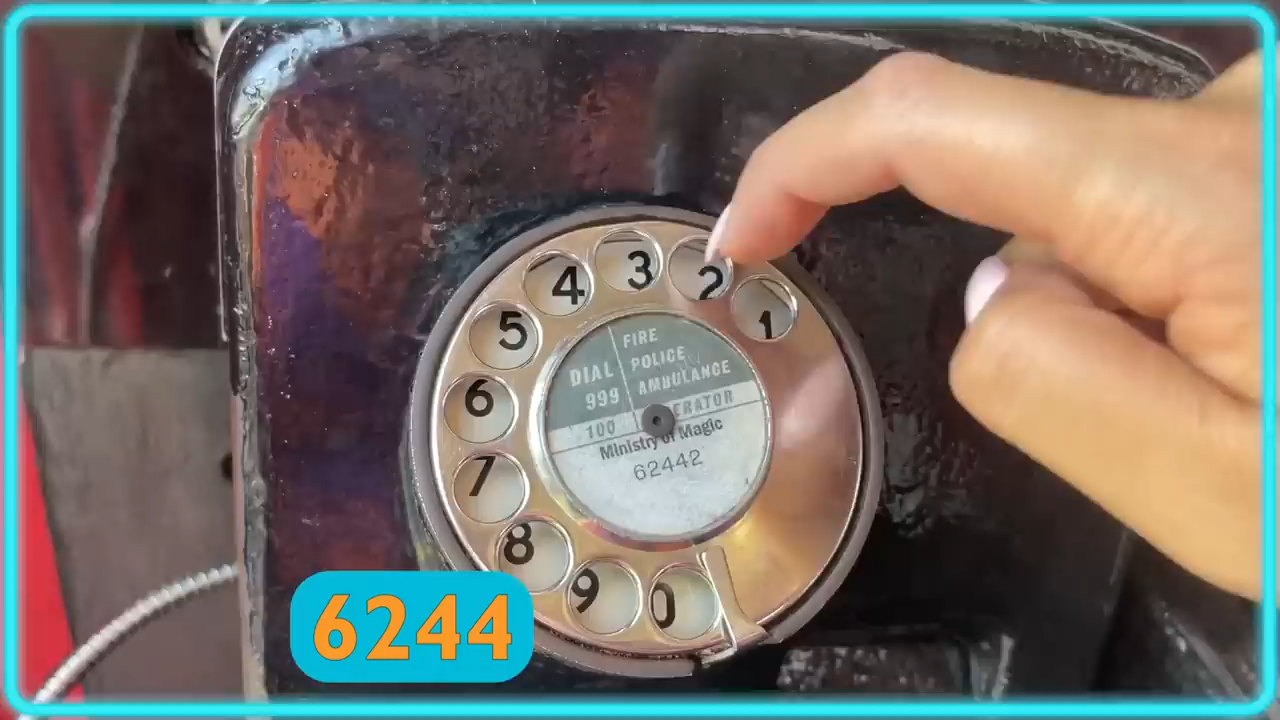 3
4
2
5
1
6
7
8
9
0
FIRE
DIAL POLICE
999 AMBULANCE
100 ERATOR
Ministry of Magic
62442
6244